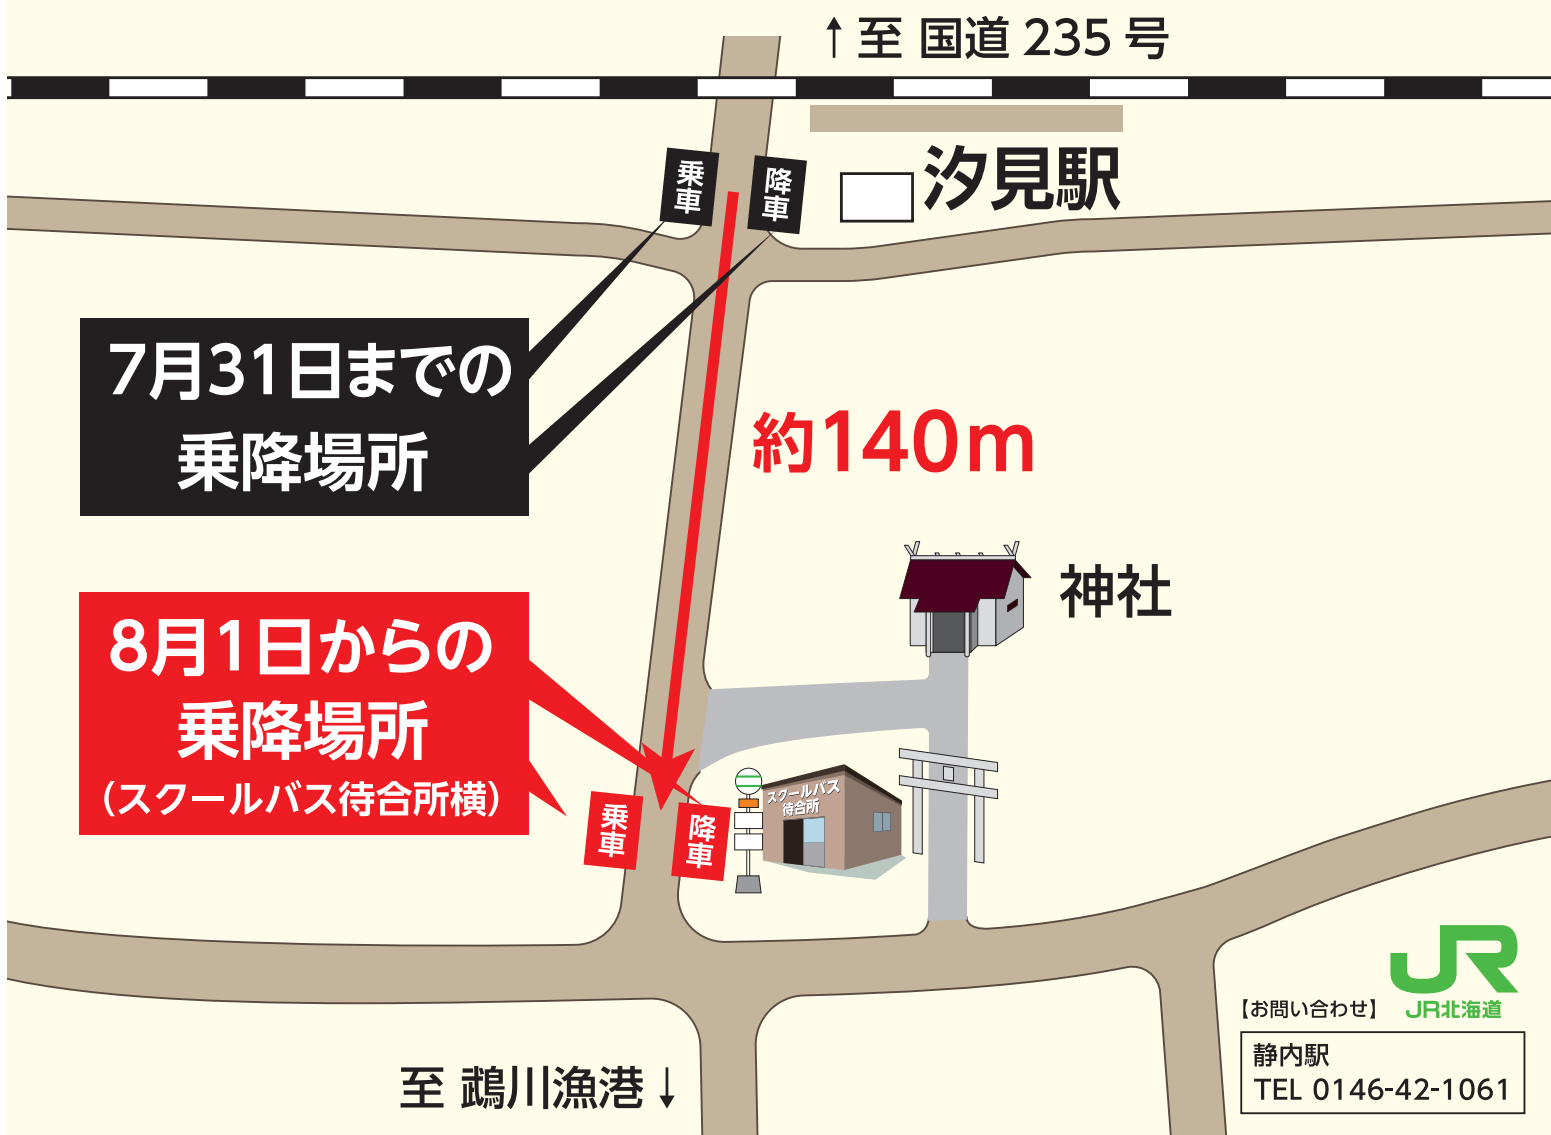 ↑至 国道 235 号
汐見駅
乗車
降車
7月31日までの
乗降場所
約140m
神社
8月1日からの
乗降場所
(スクールバス待合所横)
乗車
降車
スクールバス
待合所
JR
JR北海道
【お問い合わせ】
静内駅
TEL 0146-42-1061
至 鵡川漁港↓